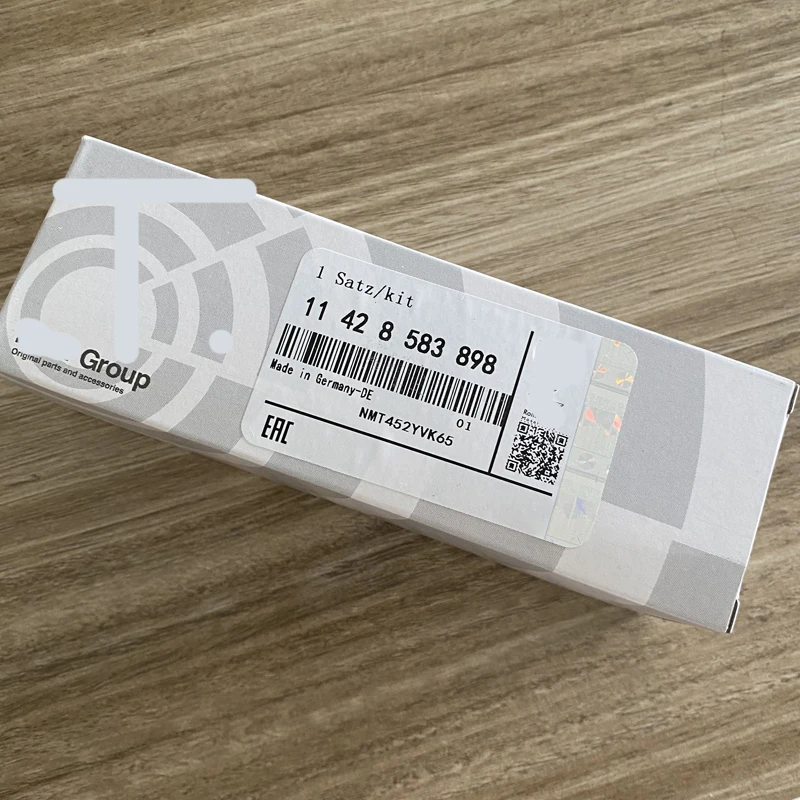 Group
Original parts and accessories
1 Satz/kit
11 42 8 583 898
Made in Germany-DE
01
NMT452YVK65
EAC